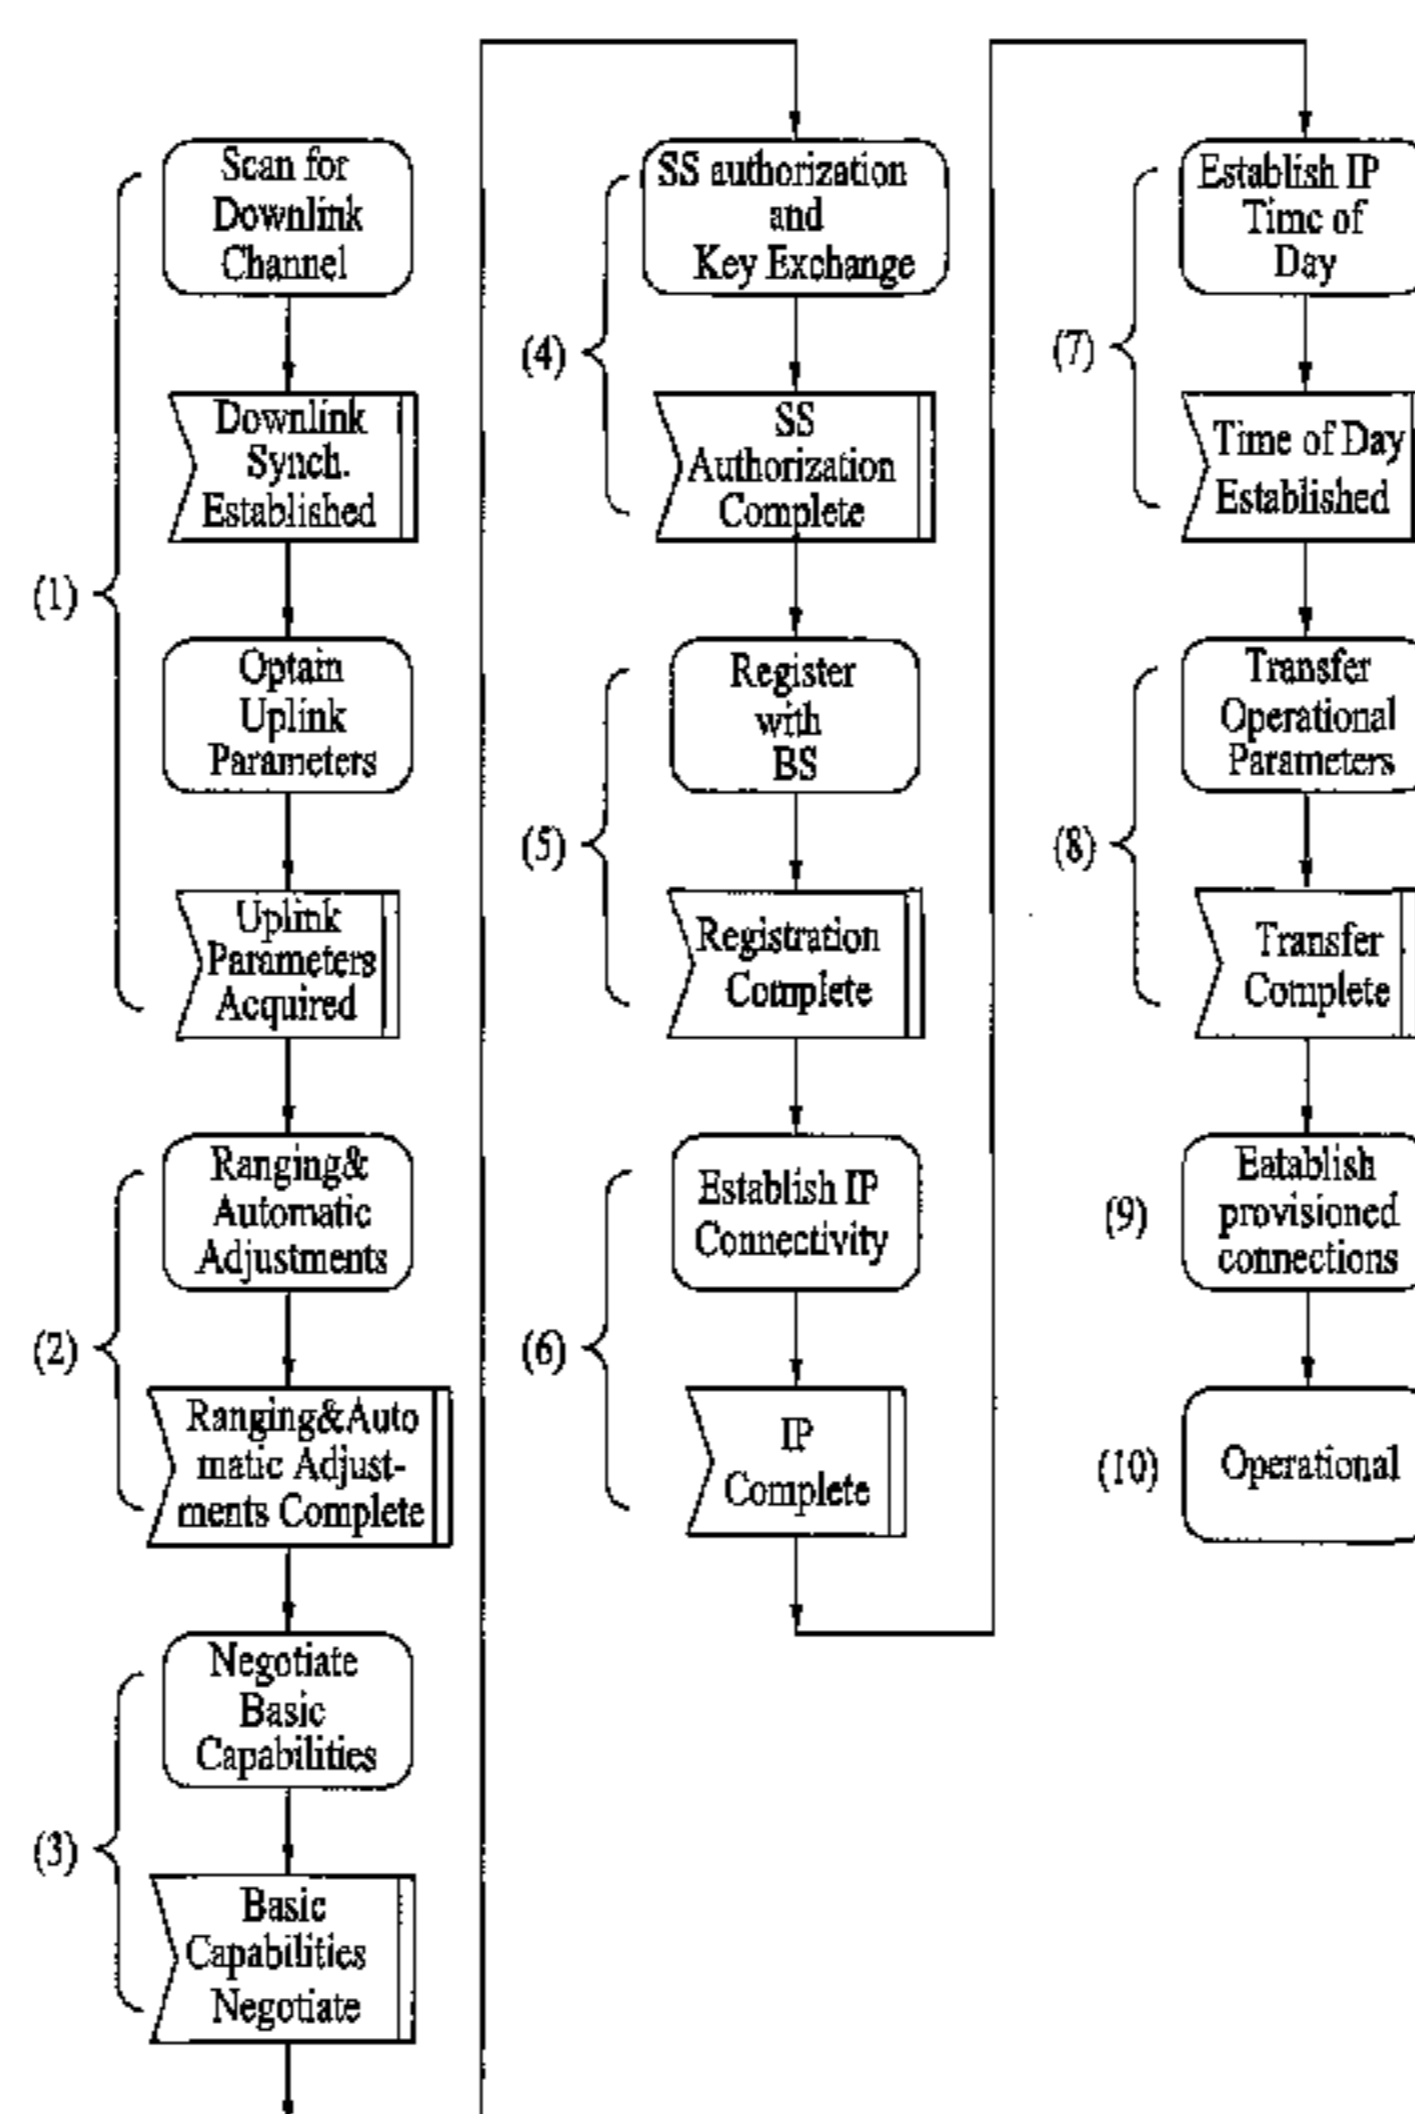 Scan for
Downlink
Channel
Downlink
Synch.
Established
(1)
Optain
Uplink
Parameters
Uplink
Parameters
Acquired
Ranging&
Automatic
Adjustments
(2)
Ranging&Auto
matic Adjust-
ments Complete
Negotiate
Basic
Capabilities
(3)
Basic
Capabilities
Negotiate
SS authorization
and
Key Exchange
(4)
SS
Authorization
Complete
Register
with
BS
(5)
Registration
Complete
Establish IP
Connectivity
(6)
IP
Complete
Establish IP
Time of
Day
(7)
Time of Day
Established
Transfer
Operational
Parameters
(8)
Transfer
Complete
Eatablish
provisioned
connections
(9)
(10)
Operational